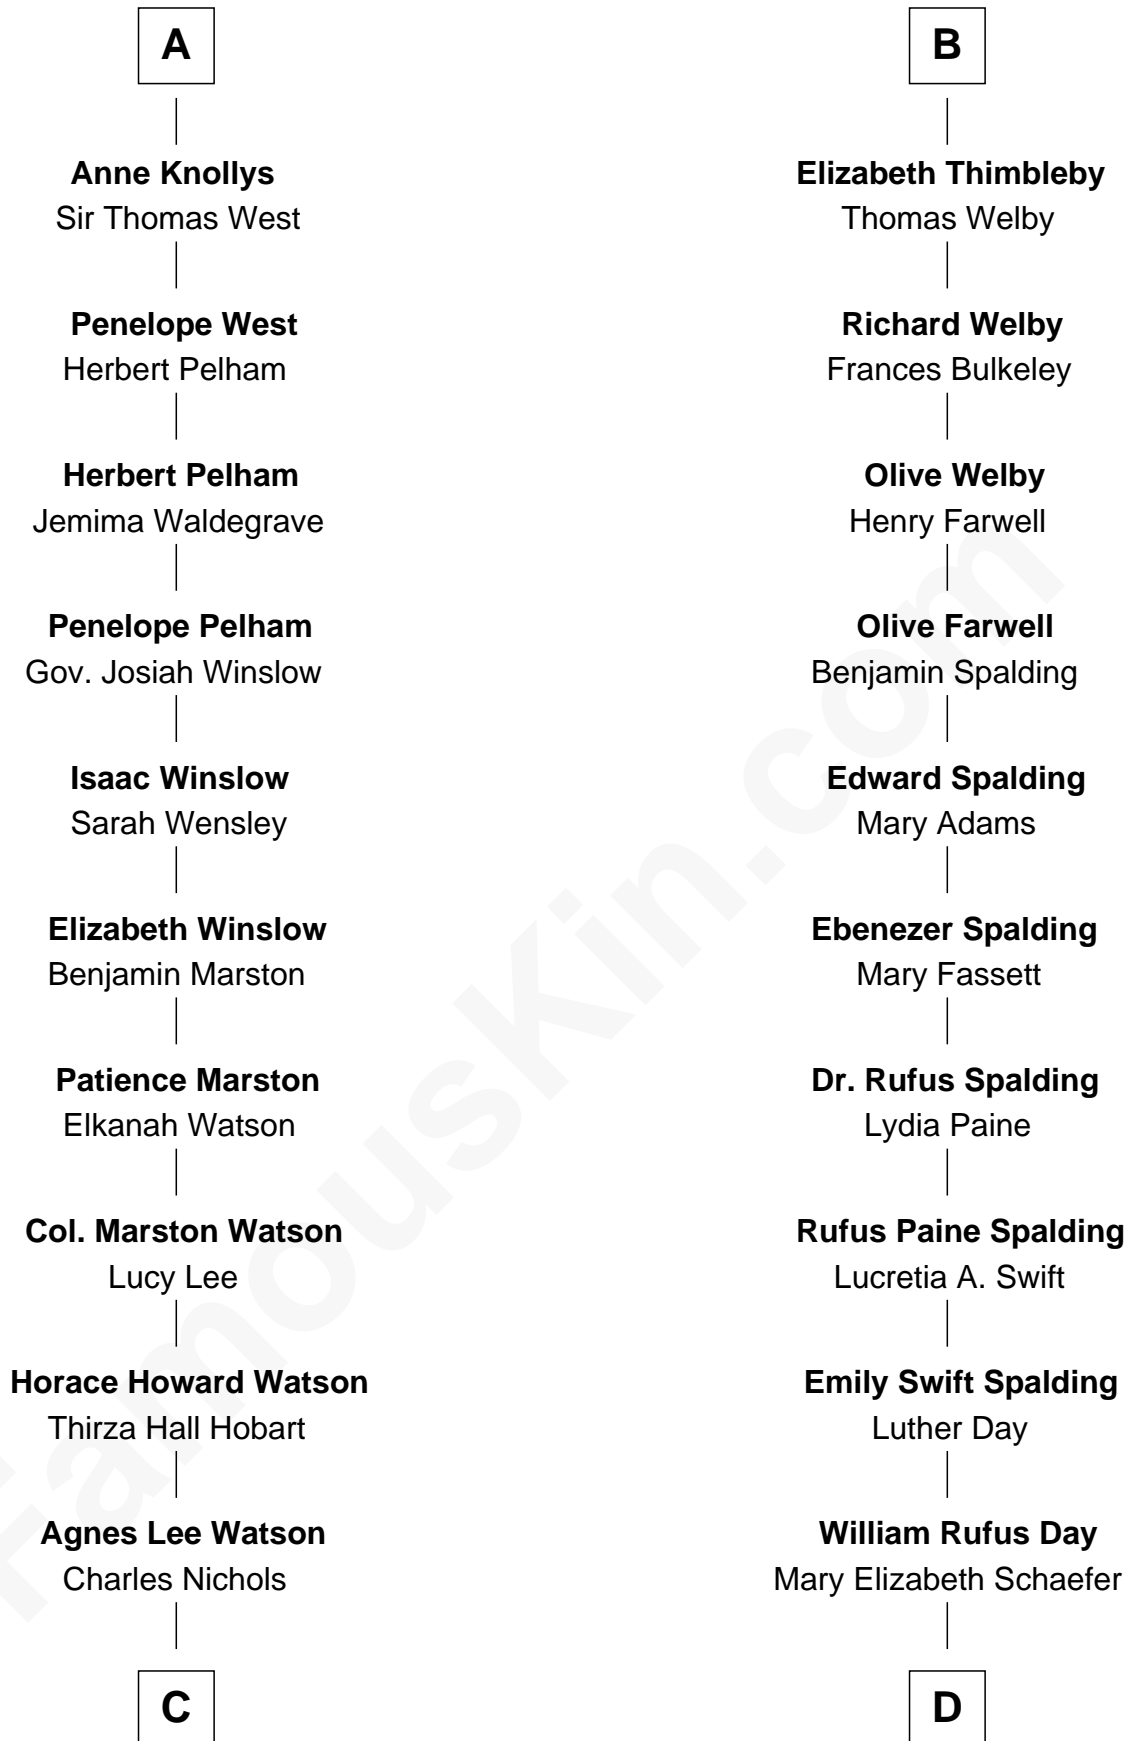 A
Anne Knollys
Sir Thomas West
Penelope West
Herbert Pelham
Herbert Pelham
Jemima Waldegrave
Penelope Pelham
Gov. Josiah Winslow
Isaac Winslow
Sarah Wensley
Elizabeth Winslow
Benjamin Marston
Patience Marston
Elkanah Watson
Col. Marston Watson
Lucy Lee
Horace Howard Watson
Thirza Hall Hobart
Agnes Lee Watson
Charles Nichols
C
B
Elizabeth Thimbleby
Thomas Welby
Richard Welby
Frances Bulkeley
Olive Welby
Henry Farwell
Olive Farwell
Benjamin Spalding
Edward Spalding
Mary Adams
Ebenezer Spalding
Mary Fassett
Dr. Rufus Spalding
Lydia Paine
Rufus Paine Spalding
Lucretia A. Swift
Emily Swift Spalding
Luther Day
William Rufus Day
Mary Elizabeth Schaefer
D
FamousKin.com